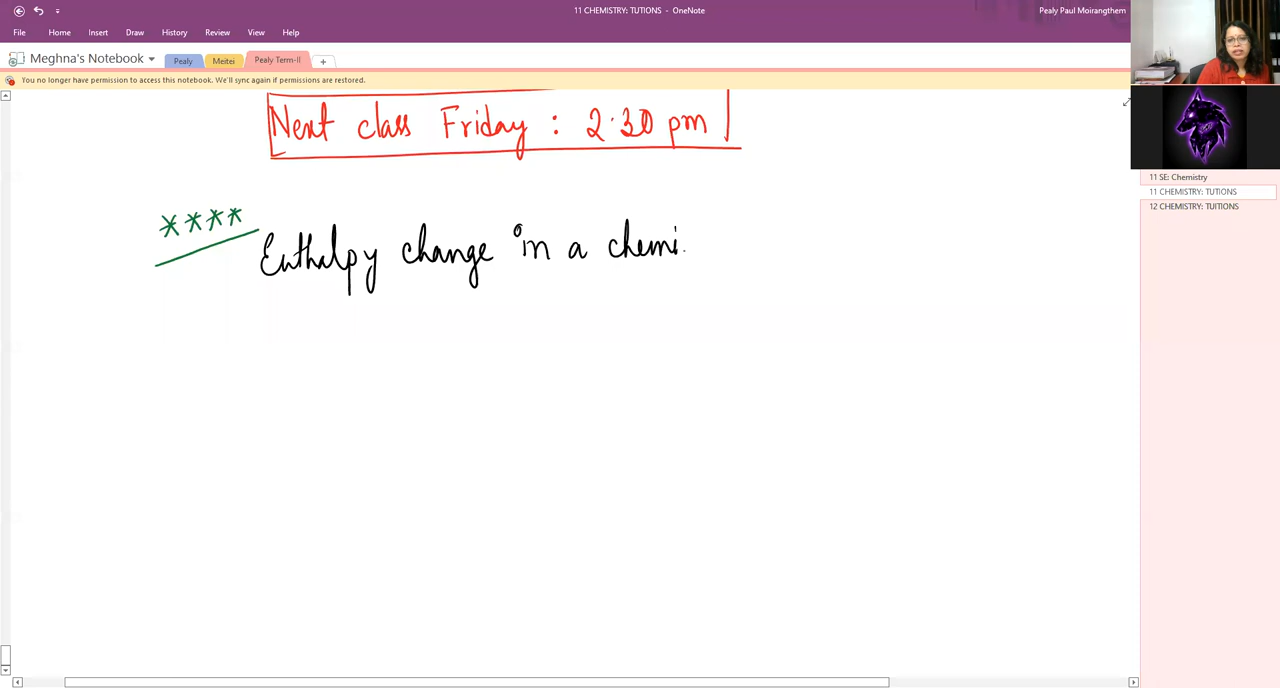 11 CHEMISTRY: TUTIONS - OneNote
Pealy Paul Moirangthem
File Home Insert Draw History Review View Help
Meghna's Notebook Pealy Meitei Pealy Term-II
You no longer have permission to access this notebook. We'll sync again if permissions are restored.
Next class Friday : 2.30 pm
11 SE: Chemistry
11 CHEMISTRY: TUTIONS
12 CHEMISTRY: TUITIONS
**** Enthalpy change in a chemi